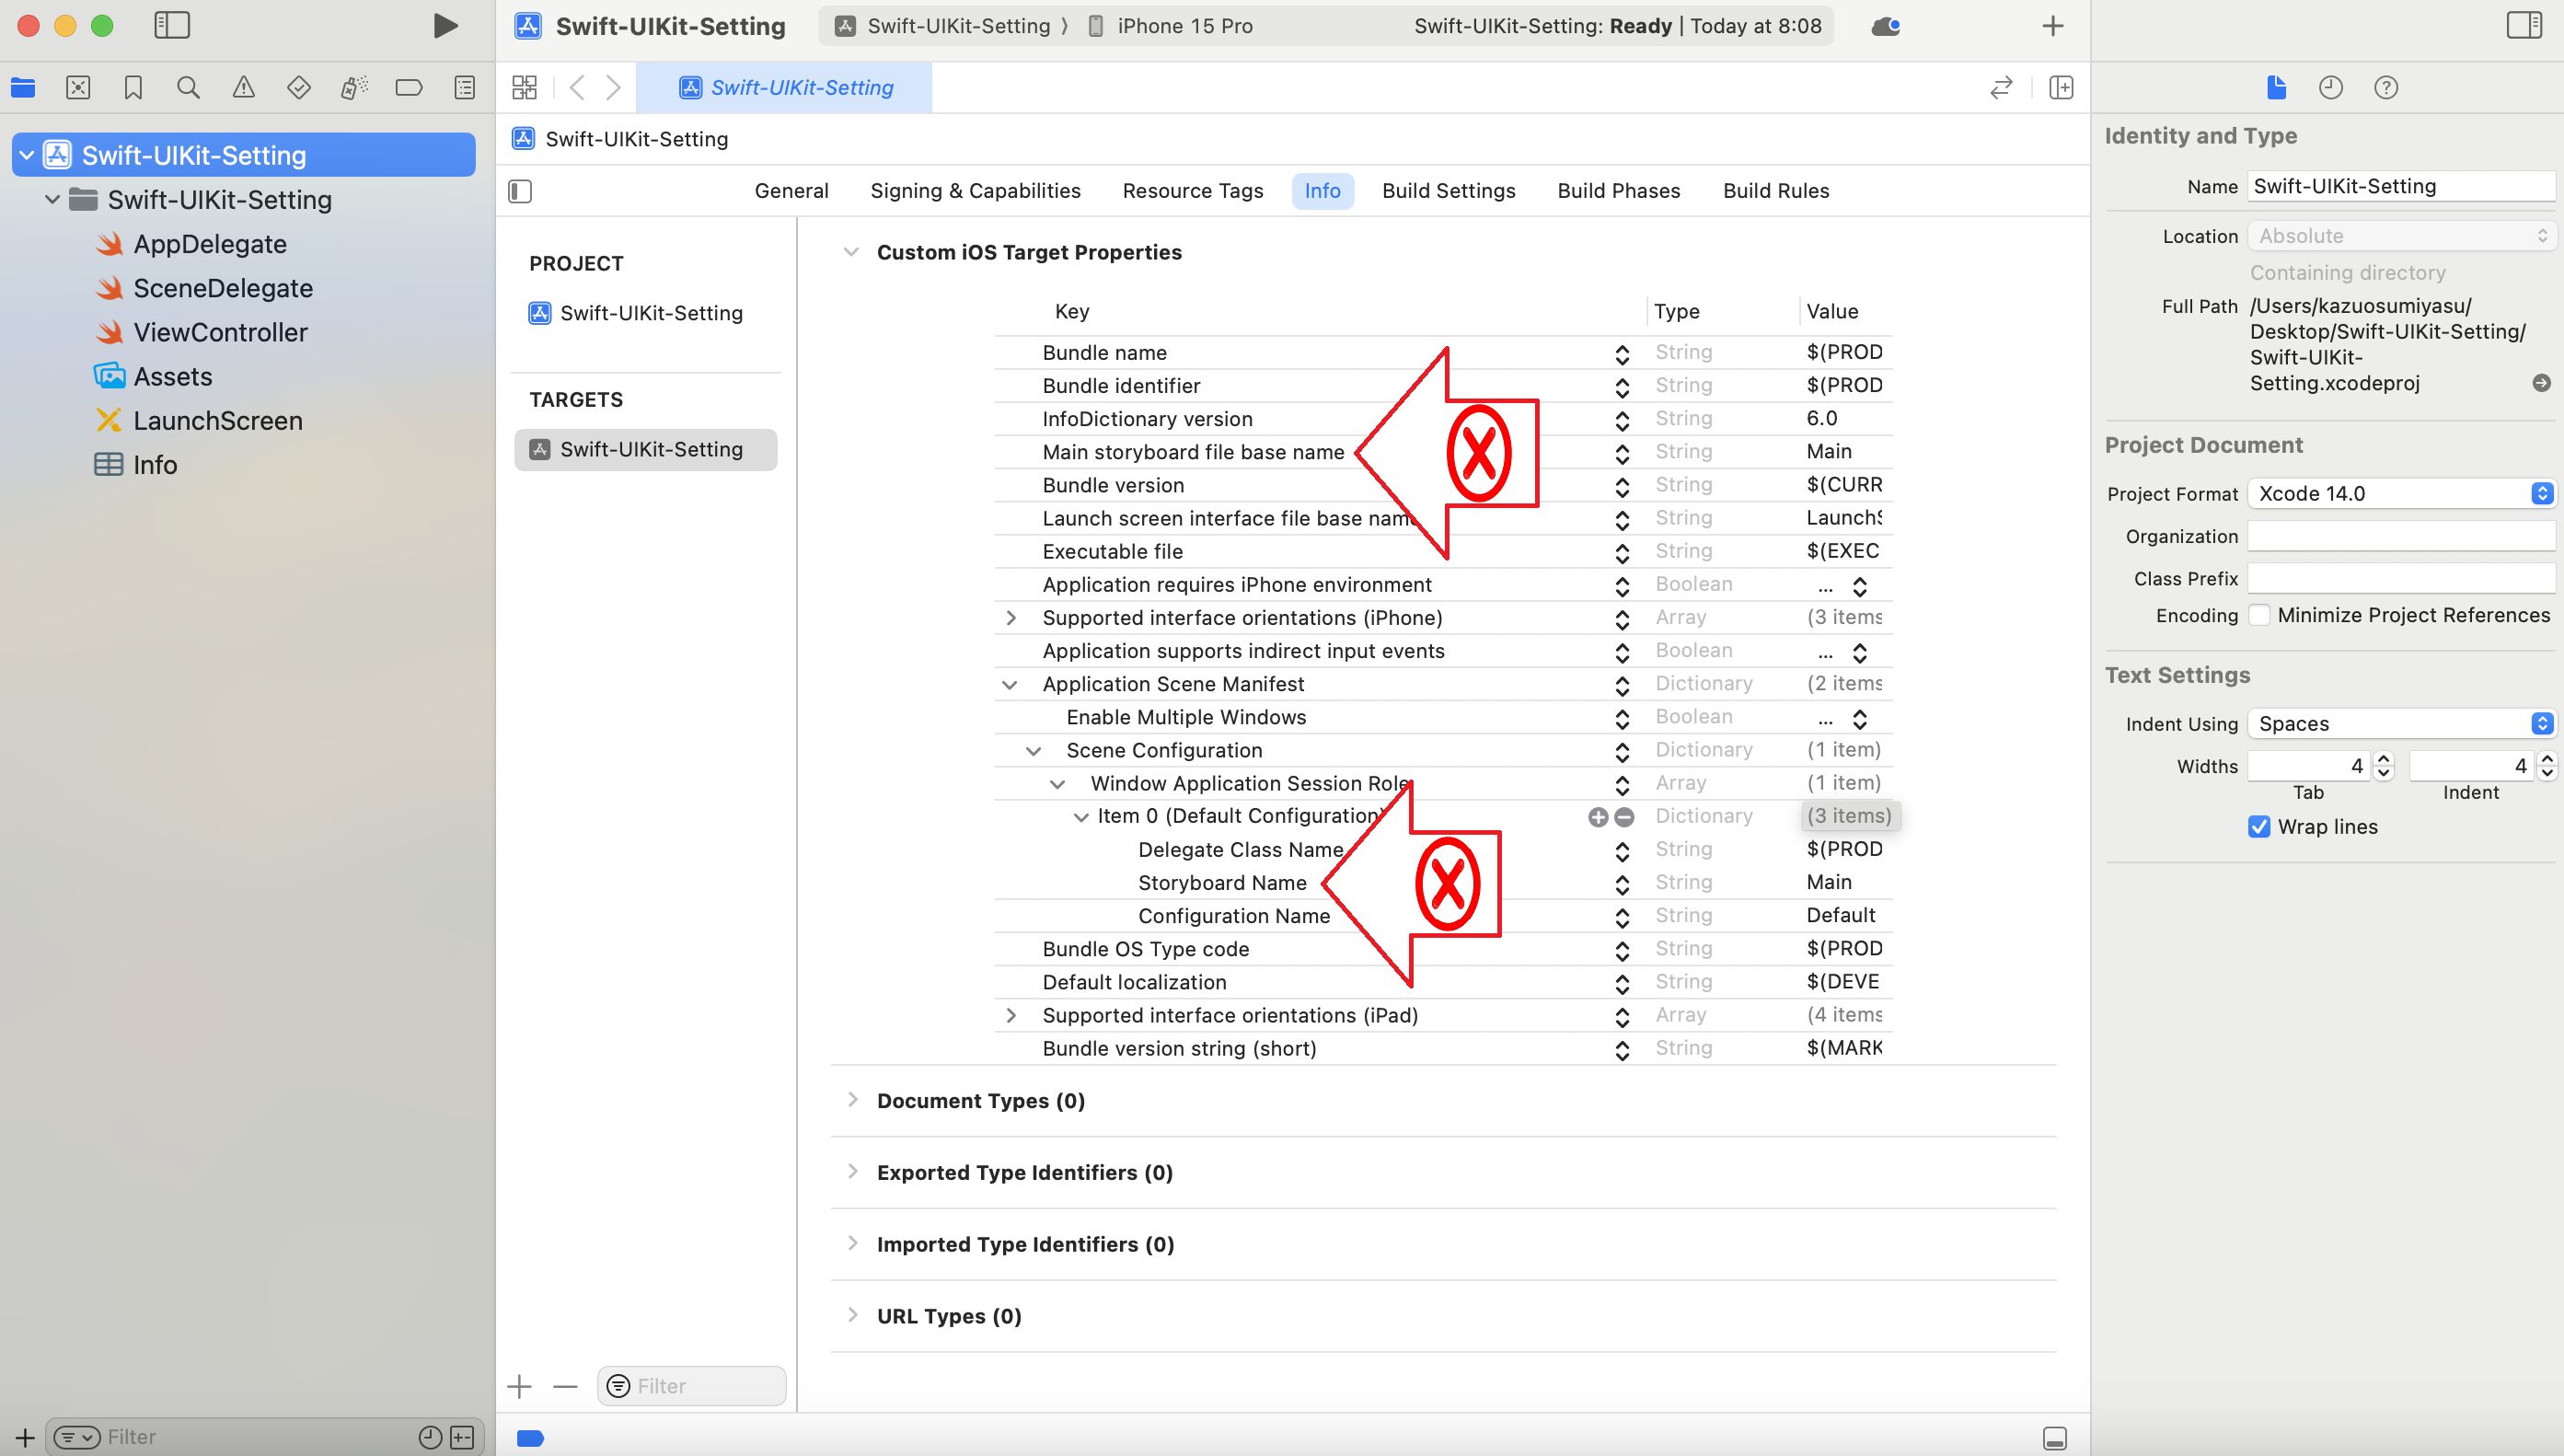 Swift-UIKit-Setting
Swift-UIKit-Setting
iPhone 15 Pro
Swift-UIKit-Setting: Ready | Today at 8:08
Swift-UIKit-Setting
Swift-UIKit-Setting
Swift-UIKit-Setting
AppDelegate
SceneDelegate
ViewController
Assets
LaunchScreen
Info
Filter
Swift-UIKit-Setting
General Signing & Capabilities Resource Tags Info Build Settings Build Phases Build Rules
PROJECT
Swift-UIKit-Setting
TARGETS
Swift-UIKit-Setting
Filter
Custom iOS Target Properties
Key Type Value
Bundle name String $(PROD
Bundle identifier String $(PROD
InfoDictionary version String 6.0
Main storyboard file base name String Main
Bundle version String $(CURR
Launch screen interface file base name String Launch
Executable file String $(EXEC
Application requires iPhone environment Boolean ...
Supported interface orientations (iPhone) Array (3 items
Application supports indirect input events Boolean ...
Application Scene Manifest Dictionary (2 items
Enable Multiple Windows Boolean ...
Scene Configuration Dictionary (1 item)
Window Application Session Role Array (1 item)
Item 0 (Default Configuration) Dictionary (3 items)
Delegate Class Name String $(PROD
Storyboard Name String Main
Configuration Name String Default
Bundle OS Type code String $(PROD
Default localization String $(DEVE
Supported interface orientations (iPad) Array (4 items
Bundle version string (short) String $(MARK
X
X
Document Types (0)
Exported Type Identifiers (0)
Imported Type Identifiers (0)
URL Types (0)
Identity and Type
Name Swift-UIKit-Setting
Location Absolute
Containing directory
Full Path /Users/kazuosumiyasu/
Desktop/Swift-UIKit-Setting/
Swift-UIKit-
Setting.xcodeproj
Project Document
Project Format Xcode 14.0
Organization
Class Prefix
Encoding Minimize Project References
Text Settings
Indent Using Spaces
Widths 4 4
Tab Indent
Wrap lines